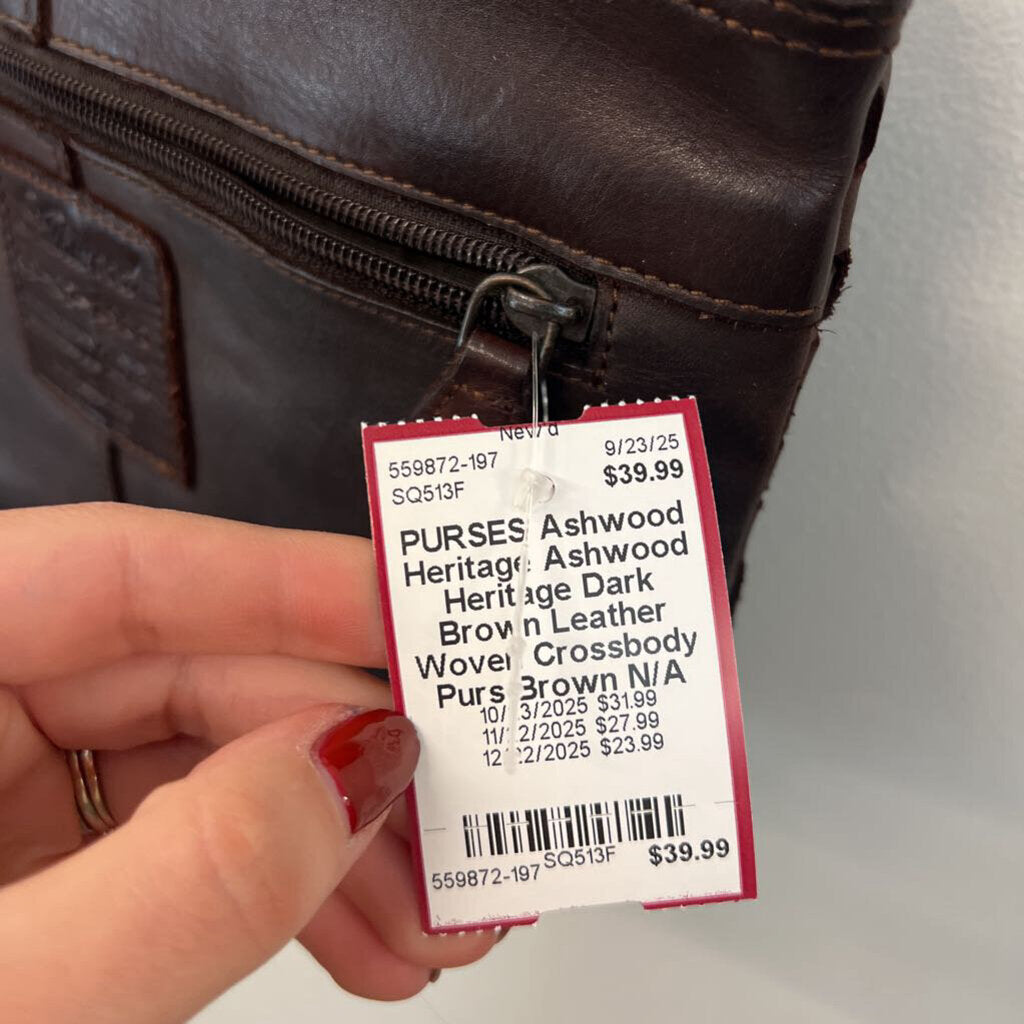 New/d
559872-197 9/23/25
SQ513F $39.99
PURSES Ashwood
Heritage Ashwood
Heritage Dark
Brown Leather
Woven Crossbody
Purs Brown N/A
$31.99
$27.99
$23.99
SQ513F
559872-197 $39.99